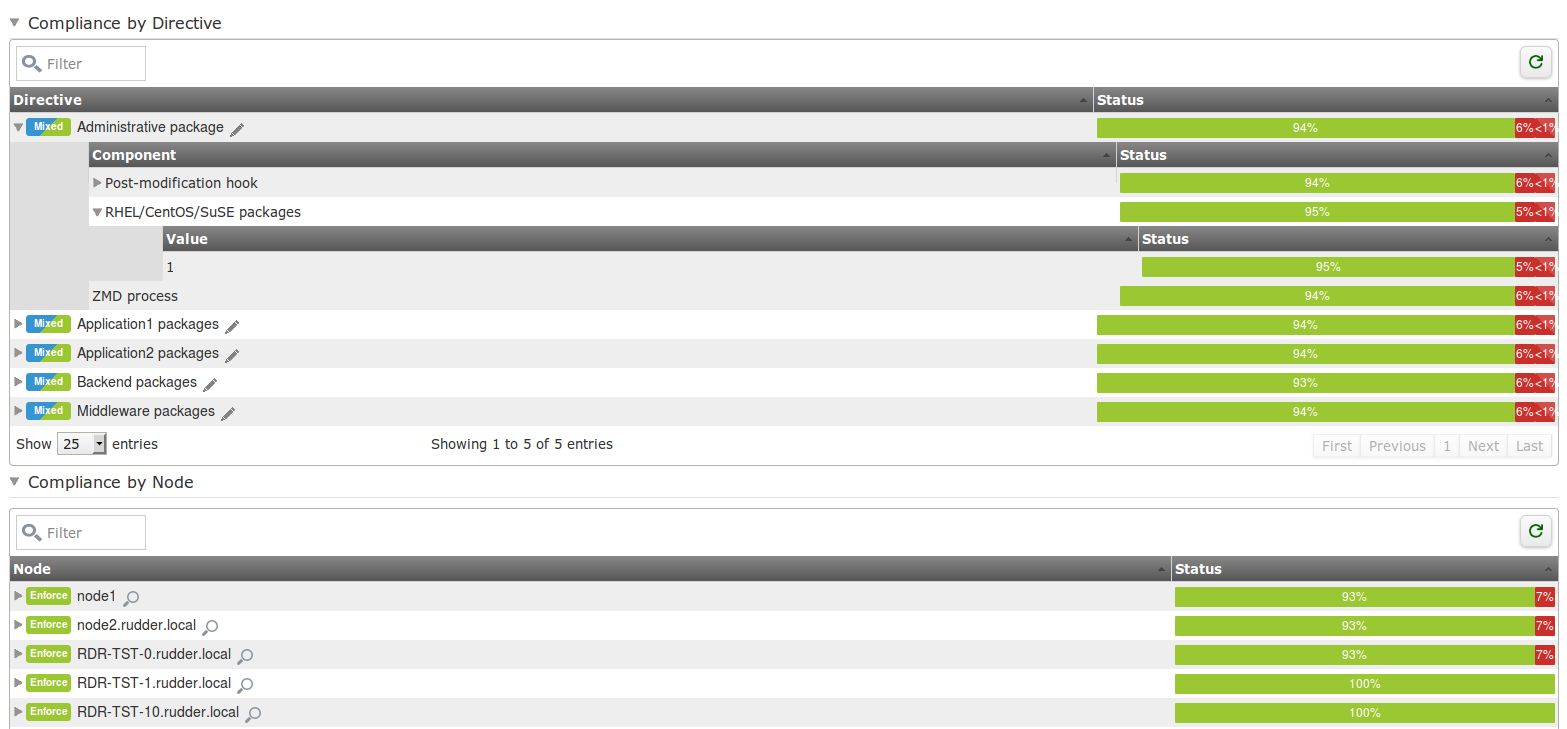 Compliance by Directive
Filter
Directive Status
Mixed Administrative package 94% 6% <1%
Component Status
Post-modification hook 94% 6% <1%
RHEL/CentOS/SuSE packages 95% 5% <1%
Value Status
1 95% 5% <1%
ZMD process 94% 6% <1%
Mixed Application1 packages 94% 6% <1%
Mixed Application2 packages 94% 6% <1%
Mixed Backend packages 93% 6% <1%
Mixed Middleware packages 94% 6% <1%
Show 25 entries Showing 1 to 5 of 5 entries First Previous 1 Next Last
Compliance by Node
Filter
Node Status
Enforce node1 93% 7%
Enforce node2.rudder.local 93% 7%
Enforce RDR-TST-0.rudder.local 93% 7%
Enforce RDR-TST-1.rudder.local 100%
Enforce RDR-TST-10.rudder.local 100%